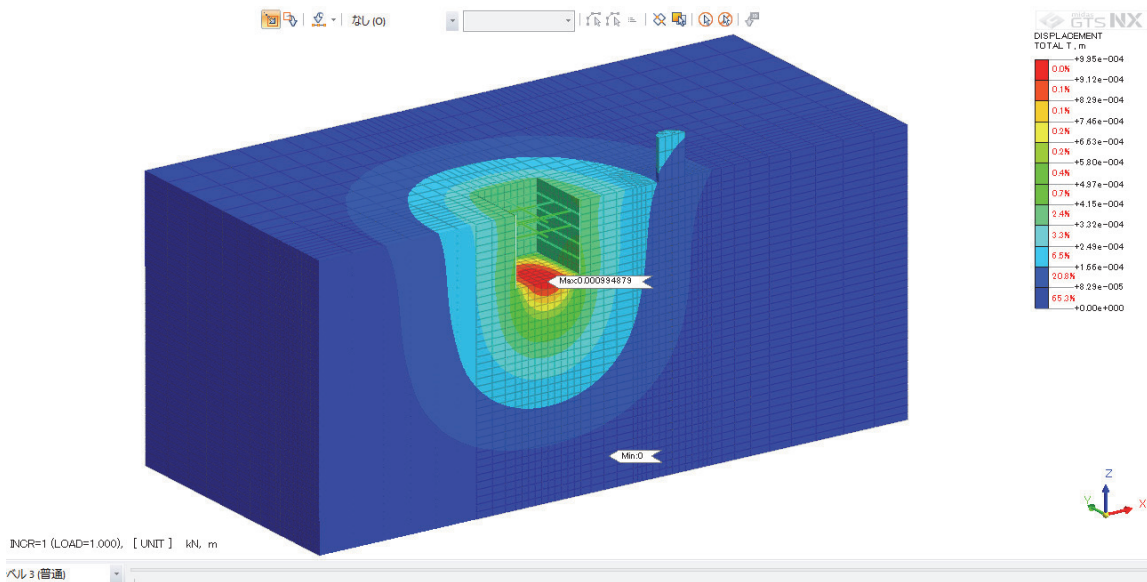 なし (O)
midas
GTS NX
DISPLACEMENT
TOTAL T , m
+9.95e-004
0.0%
+9.12e-004
0.1%
+8.29e-004
0.1%
+7.46e-004
0.2%
+6.63e-004
0.2%
+5.80e-004
0.4%
+4.97e-004
0.7%
+4.15e-004
2.4%
+3.32e-004
3.3%
+2.49e-004
6.5%
+1.66e-004
20.8%
+8.29e-005
65.3%
+0.00e+000
Max:0.000994879
Min:0
Z
Y
X
INCR=1 (LOAD=1.000), [ UNIT ] kN, m
ベル 3 (普通)